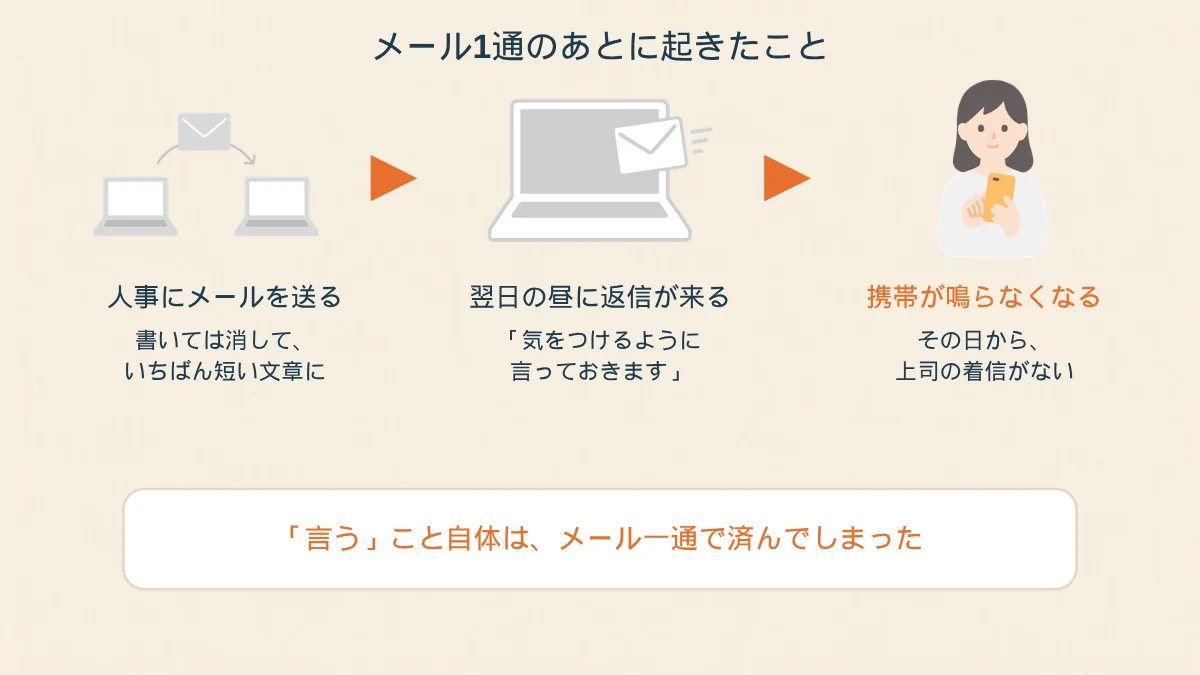 メール1通のあとに起きたこと
人事にメールを送る
書いては消して、
いちばん短い文章に
翌日の昼に返信が来る
「気をつけるように
言っておきます」
携帯が鳴らなくなる
その日から、
上司の着信がない
「言う」こと自体は、メール一通で済んでしまった